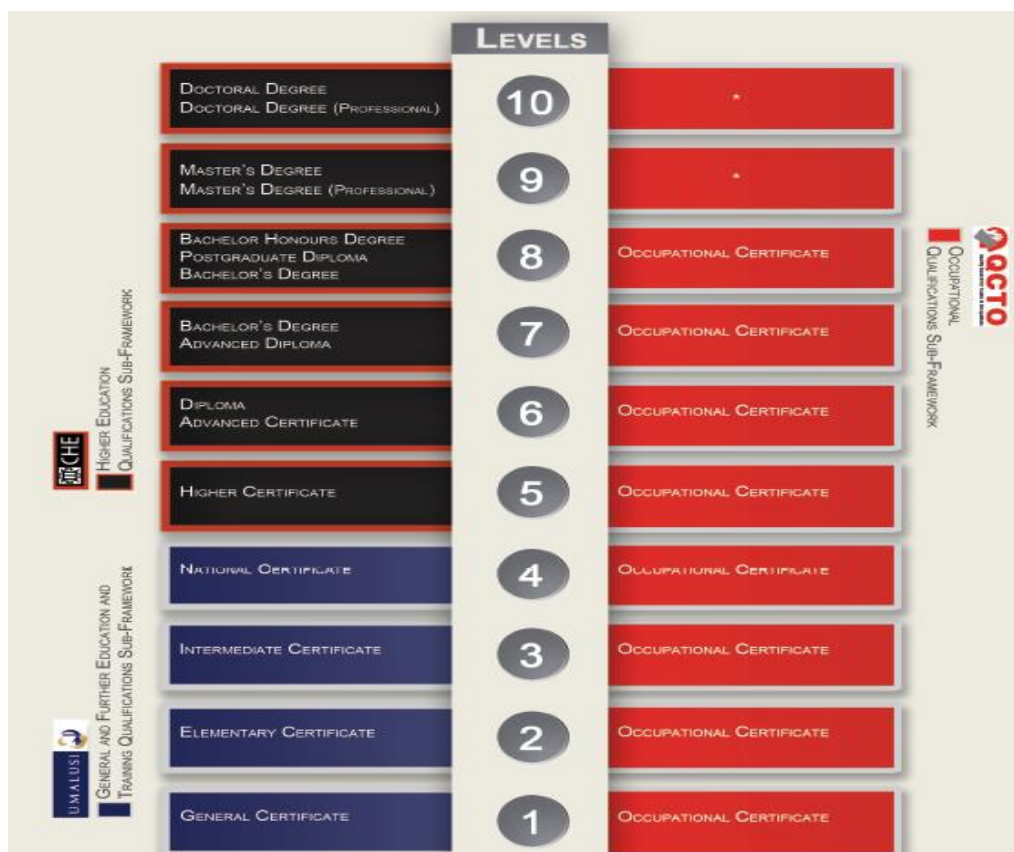 LEVELS
DOCTORAL DEGREE
DOCTORAL DEGREE (PROFESSIONAL)
10
*
MASTER'S DEGREE
MASTER'S DEGREE (PROFESSIONAL)
9
*
BACHELOR HONOURS DEGREE
POSTGRADUATE DIPLOMA
BACHELOR'S DEGREE
8
OCCUPATIONAL CERTIFICATE
BACHELOR'S DEGREE
ADVANCED DIPLOMA
7
OCCUPATIONAL CERTIFICATE
DIPLOMA
ADVANCED CERTIFICATE
6
OCCUPATIONAL CERTIFICATE
HIGHER CERTIFICATE
5
OCCUPATIONAL CERTIFICATE
NATIONAL CERTIFICATE
4
OCCUPATIONAL CERTIFICATE
INTERMEDIATE CERTIFICATE
3
OCCUPATIONAL CERTIFICATE
ELEMENTARY CERTIFICATE
2
OCCUPATIONAL CERTIFICATE
GENERAL CERTIFICATE
1
OCCUPATIONAL CERTIFICATE
CHE
HIGHER EDUCATION
QUALIFICATIONS SUB-FRAMEWORK
UMALUSI
GENERAL AND FURTHER EDUCATION AND
TRAINING QUALIFICATIONS SUB-FRAMEWORK
QCTO
OCCUPATIONAL
QUALIFICATIONS SUB-FRAMEWORK